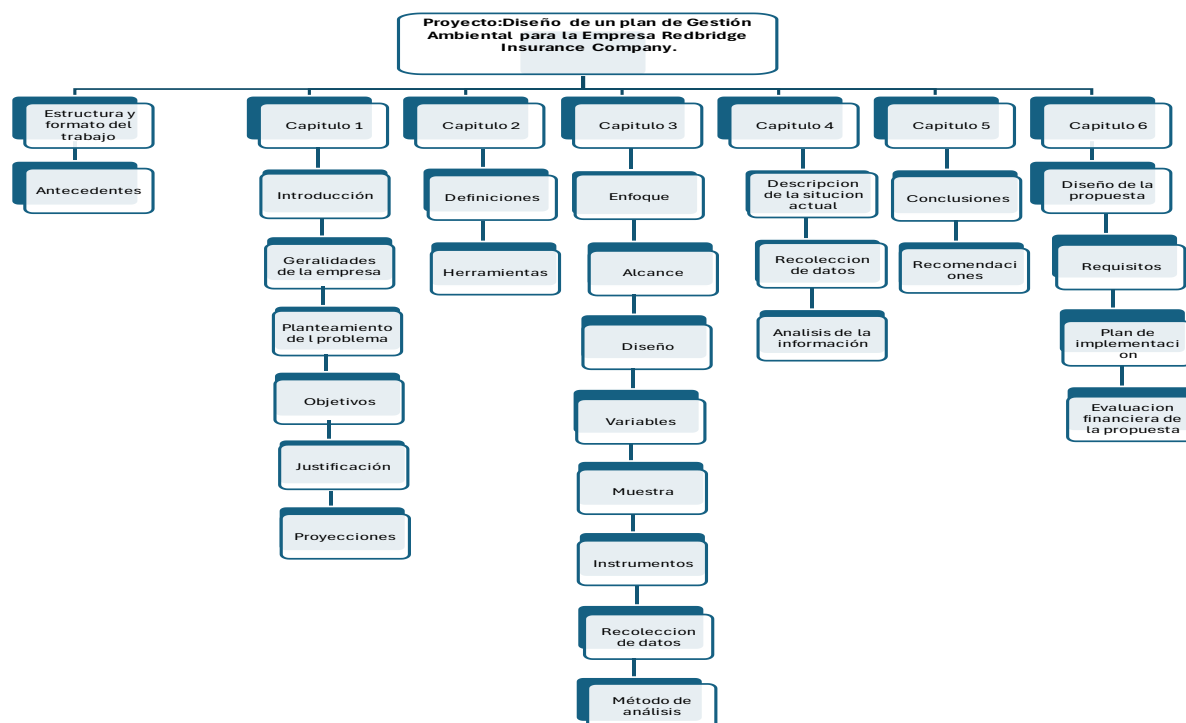 Proyecto:Diseño de un plan de Gestión
Ambiental para la Empresa Redbridge
Insurance Company.
Estructura y
formato del
trabajo
Antecedentes
Capitulo 1
Introducción
Geralidades
de la empresa
Planteamiento
de l problema
Objetivos
Justificación
Proyecciones
Capitulo 2
Definiciones
Herramientas
Capitulo 3
Enfoque
Alcance
Diseño
Variables
Muestra
Instrumentos
Recoleccion
de datos
Método de
análisis
Capitulo 4
Descripcion
de la situcion
actual
Recoleccion
de datos
Analisis de la
información
Capitulo 5
Conclusiones
Recomendaci
ones
Capitulo 6
Diseño de la
propuesta
Requisitos
Plan de
implementaci
on
Evaluacion
financiera de
la propuesta